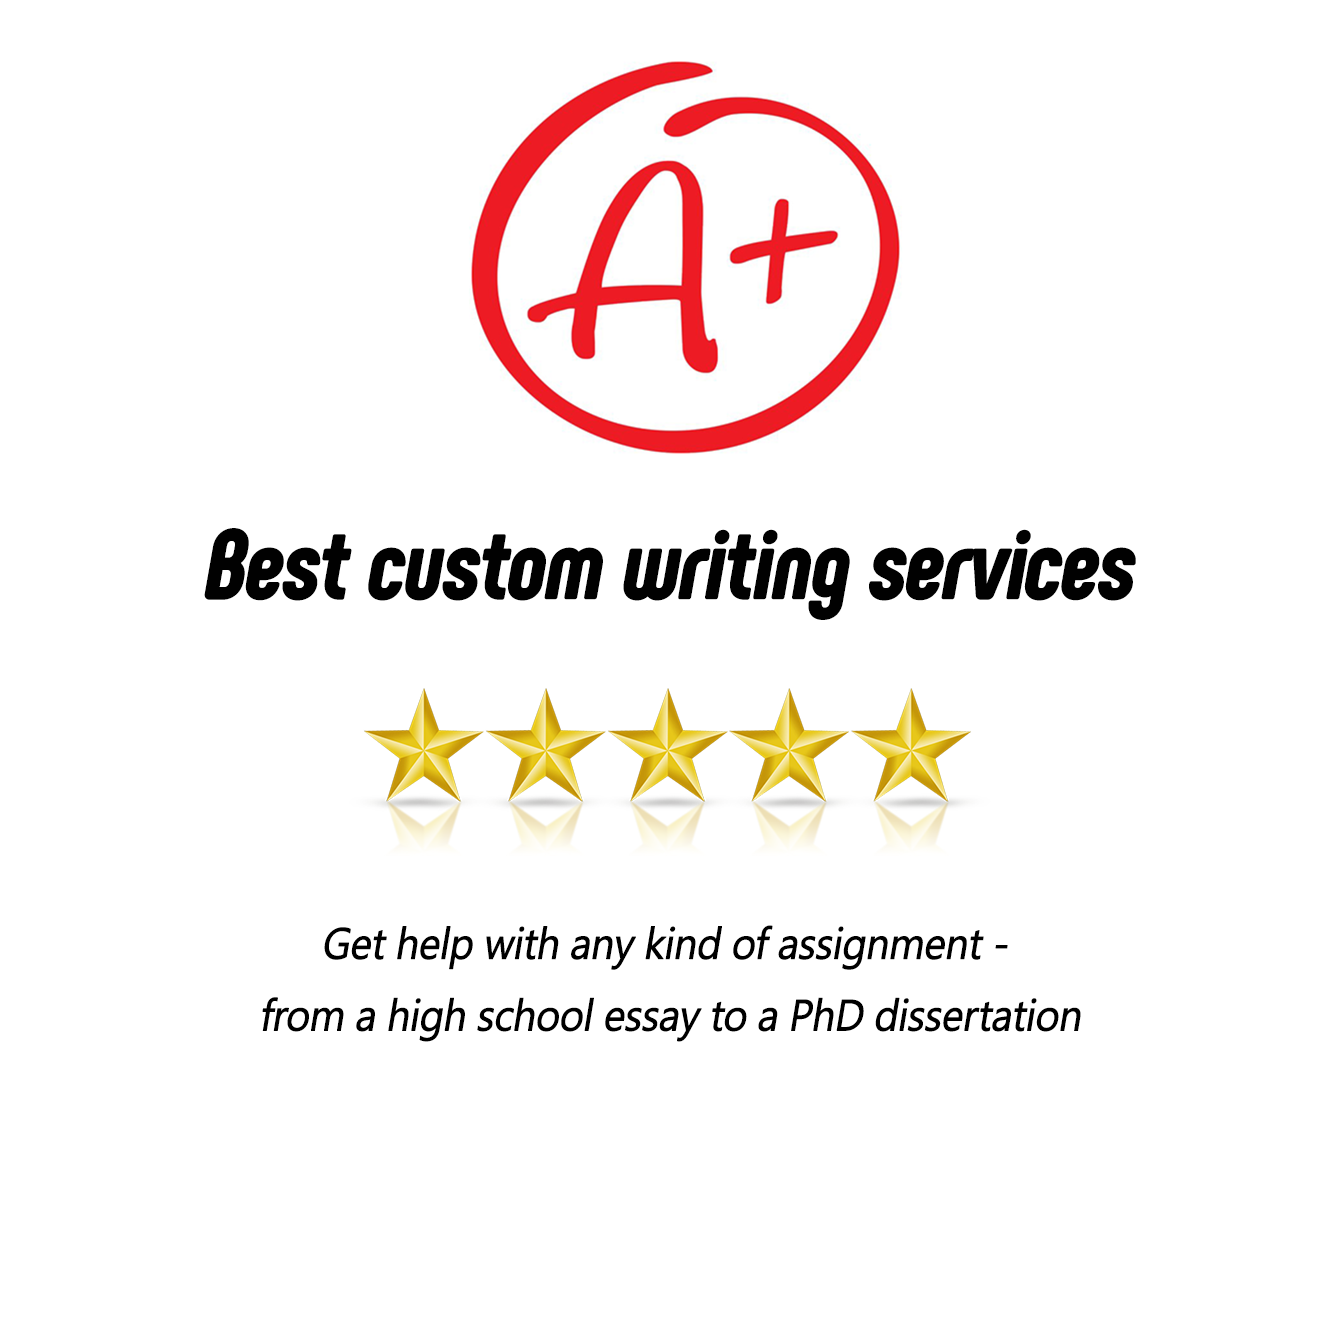 A+
Best custom writing services
Get help with any kind of assignment -
from a high school essay to a PhD dissertation